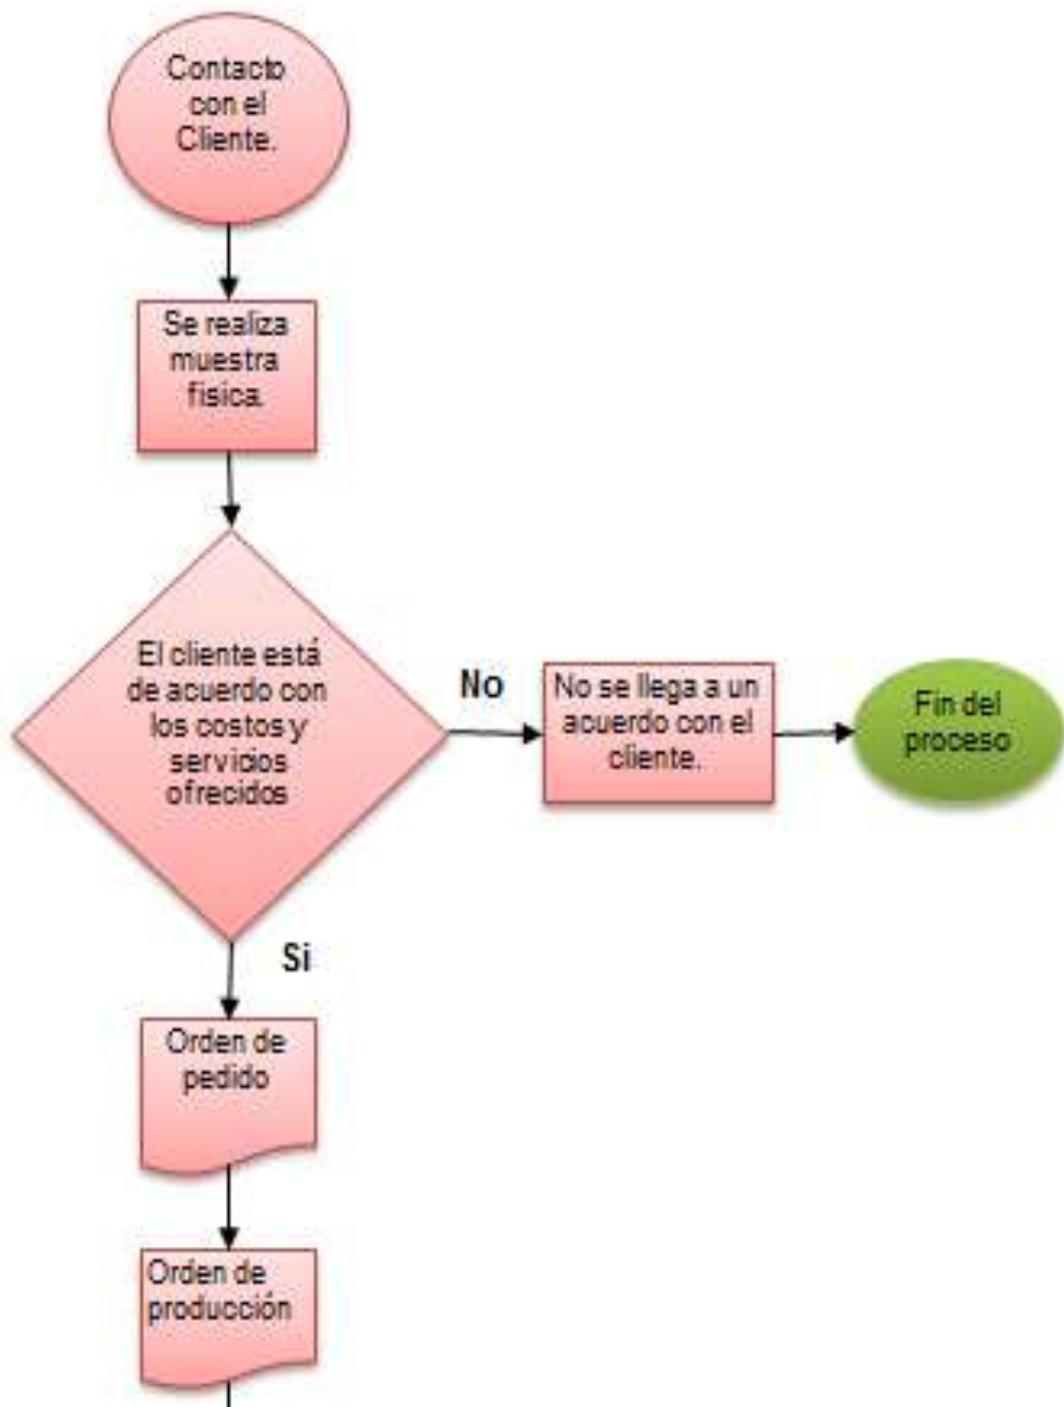 Contacto
con el
Cliente.
Se realiza
muestra
fisica.
El cliente está
de acuerdo con
los costos y
servicios
ofrecidos
No
No se llega a un
acuerdo con el
cliente.
Fin del
proceso
Si
Orden de
pedido
Orden de
producción